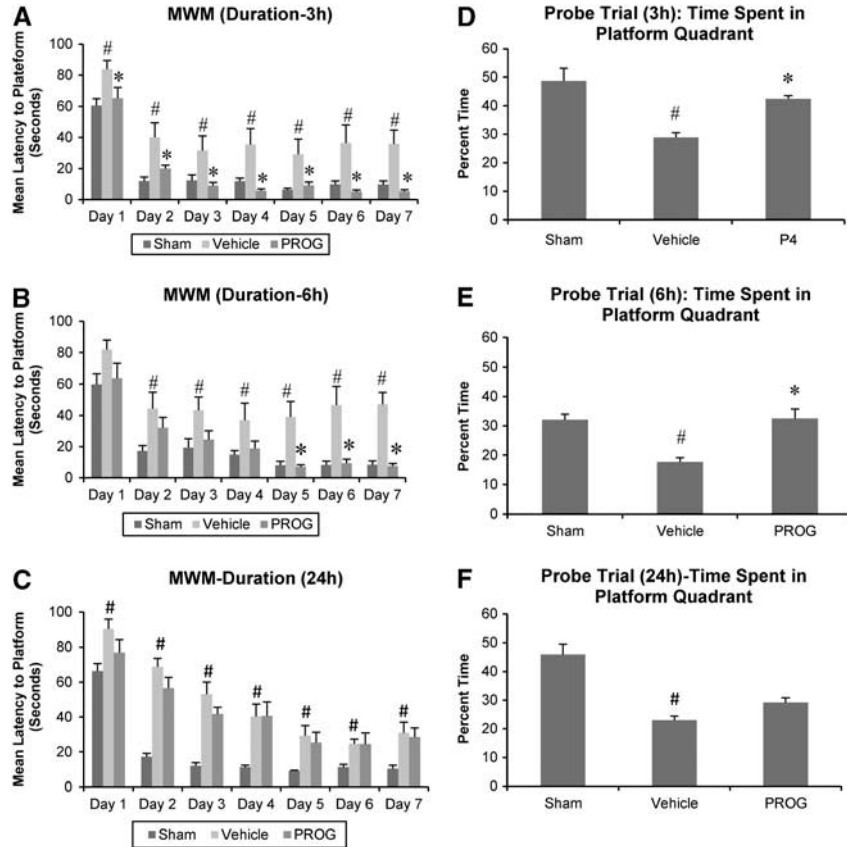 A
MWM (Duration-3h)
Mean Latency to Plateform
(Seconds)
100
80
60
40
20
0
#
*
#
*
#
*
#
*
#
*
#
*
#
*
Day 1 Day 2 Day 3 Day 4 Day 5 Day 6 Day 7
Sham Vehicle PROG
D
Probe Trial (3h): Time Spent in
Platform Quadrant
Percent Time
60
50
40
30
20
10
0
#
*
Sham Vehicle P4
B
MWM (Duration-6h)
Mean Latency to Platform
(Seconds)
100
80
60
40
20
0
#
#
#
#
*
#
*
#
*
Day 1 Day 2 Day 3 Day 4 Day 5 Day 6 Day 7
Sham Vehicle PROG
E
Probe Trial (6h): Time Spent in
Platform Quadrant
Percent Time
60
50
40
30
20
10
0
#
*
Sham Vehicle PROG
C
MWM-Duration (24h)
Mean Latency to Platform
(Seconds)
100
80
60
40
20
0
#
#
#
#
#
#
#
Day 1 Day 2 Day 3 Day 4 Day 5 Day 6 Day 7
Sham Vehicle PROG
F
Probe Trial (24h)-Time Spent in
Platform Quadrant
Percent Time
60
50
40
30
20
10
0
#
Sham Vehicle PROG